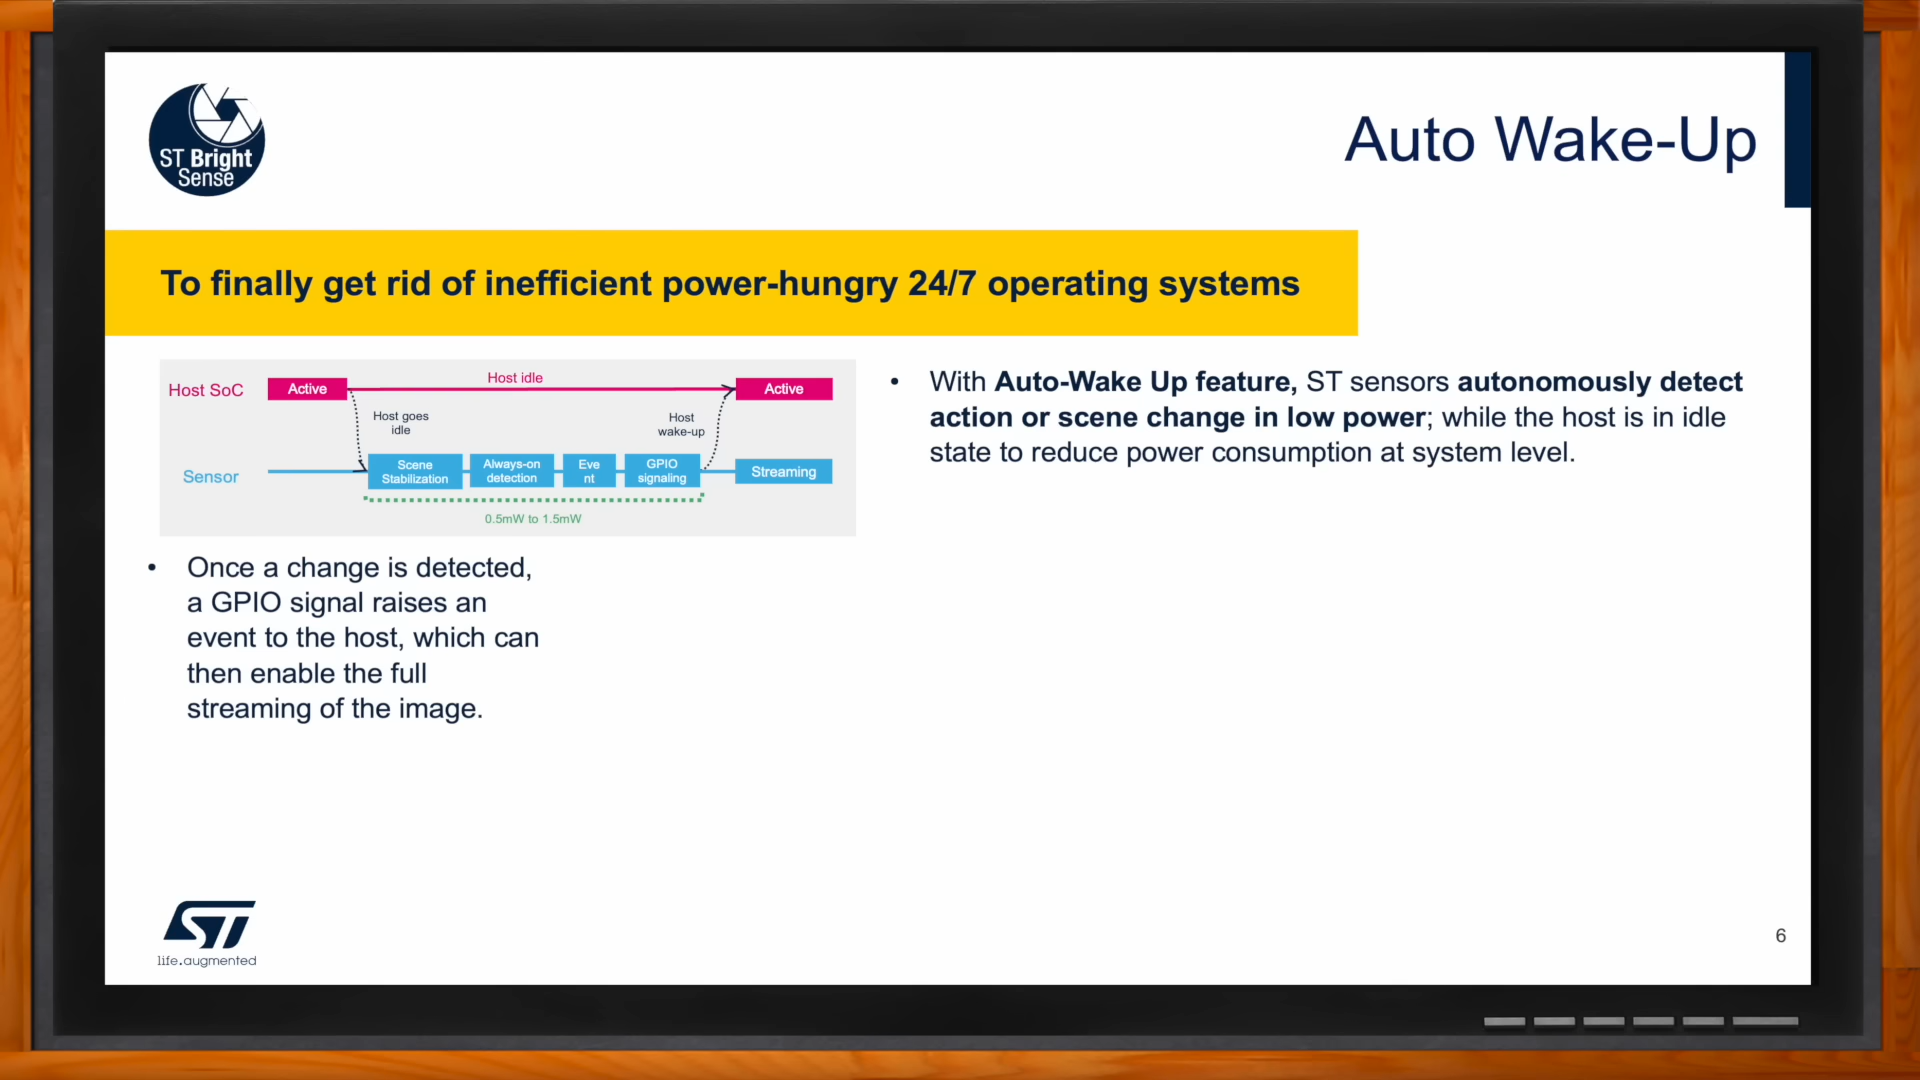 ST Bright
Sense
Auto Wake-Up
To finally get rid of inefficient power-hungry 24/7 operating systems
Host SoC
Active
Host idle
Active
Host goes
idle
Host
wake-up
Sensor
Scene
Stabilization
Always-on
detection
Eve
nt
GPIO
signaling
Streaming
0.5mW to 1.5mW
• With Auto-Wake Up feature, ST sensors autonomously detect
action or scene change in low power; while the host is in idle
state to reduce power consumption at system level.
• Once a change is detected,
a GPIO signal raises an
event to the host, which can
then enable the full
streaming of the image.
ST
life.augmented
6